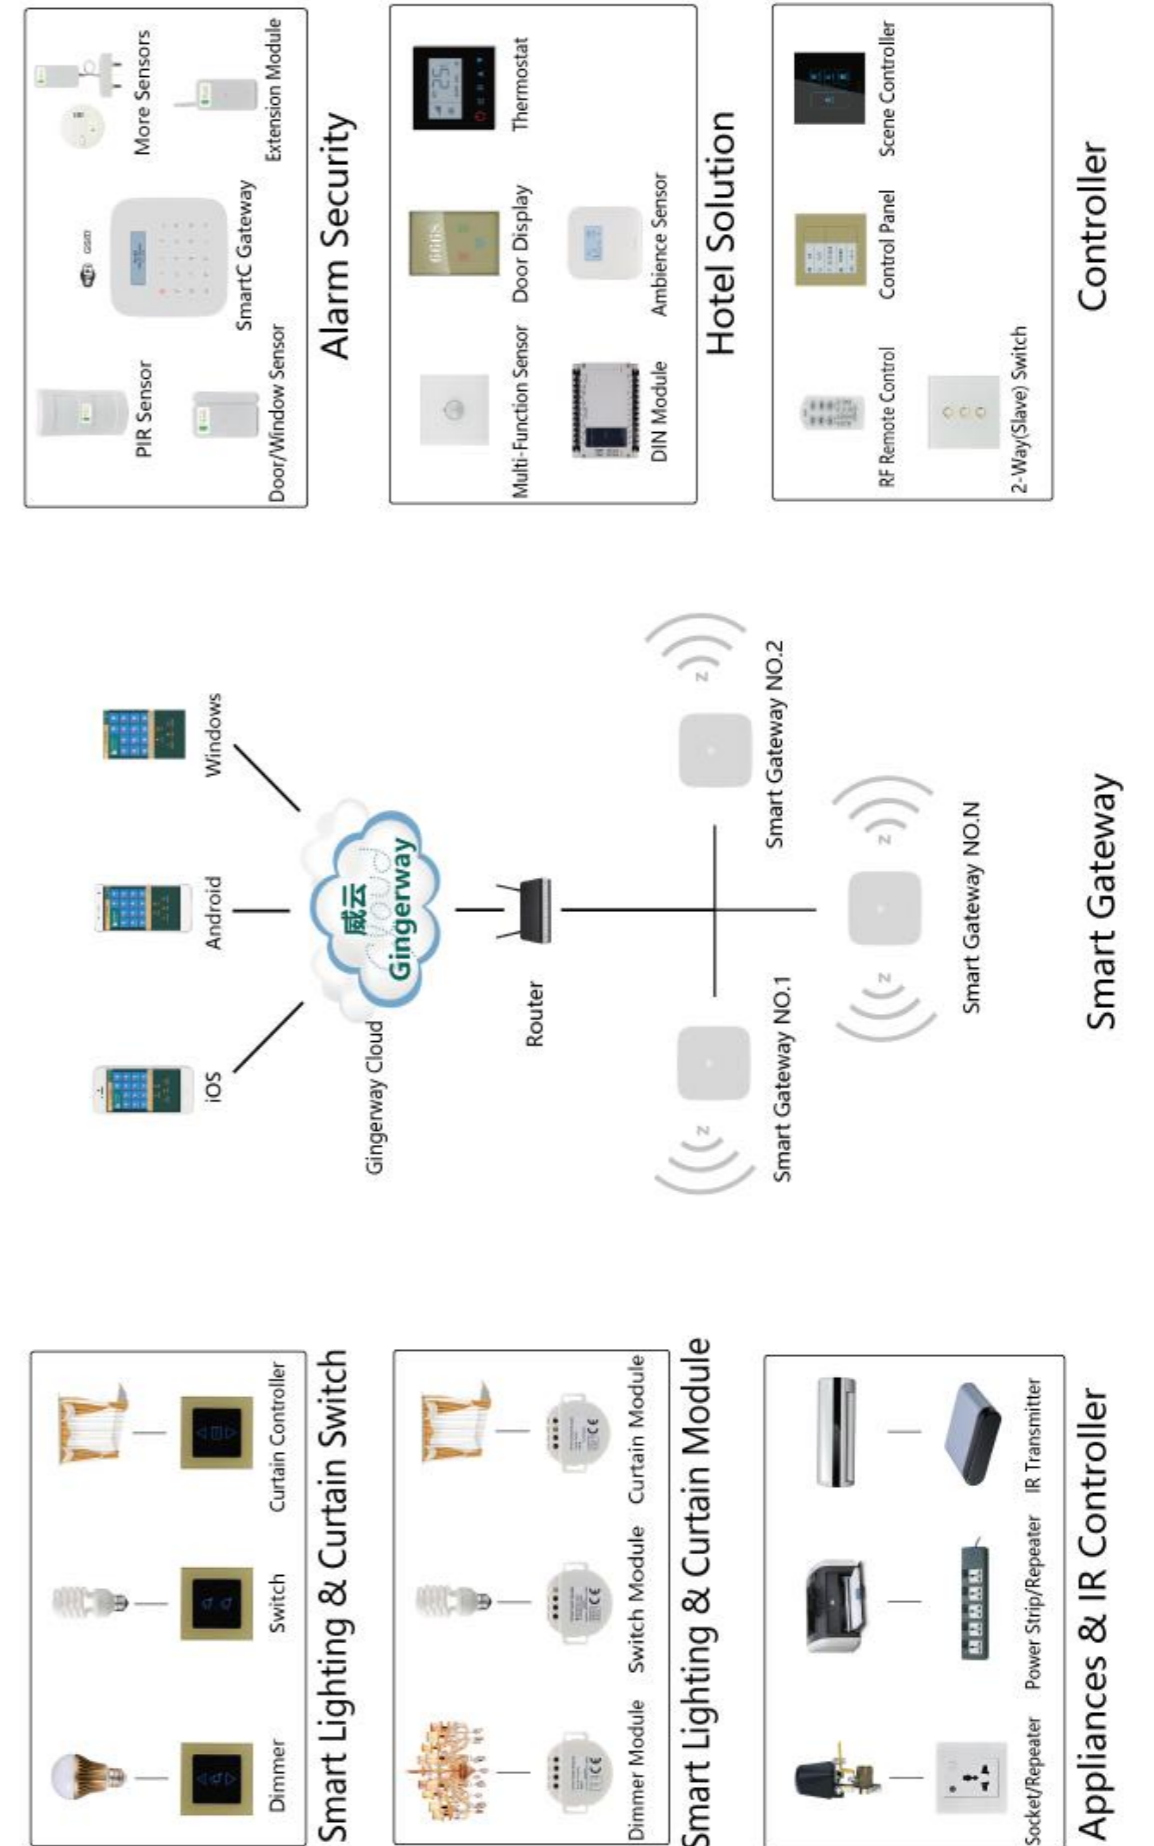 Dimmer
Switch
Curtain Controller
Smart Lighting & Curtain Switch
Dimmer Module
Switch Module
Curtain Module
Smart Lighting & Curtain Module
Socket/Repeater
Power Strip/Repeater
IR Transmitter
Appliances & IR Controller
iOS
Android
Windows
威云
Cloud
Gingerway
Gingerway Cloud
Router
Z
Smart Gateway NO.1
Z
Smart Gateway NO.2
Z
Z
Smart Gateway NO.N
Smart Gateway
PIR Sensor
GSM
SmartC Gateway
More Sensors
Door/Window Sensor
Extension Module
Alarm Security
Multi-Function Sensor
Door Display
Thermostat
25
DIN Module
Ambience Sensor
Hotel Solution
RF Remote Control
Control Panel
Scene Controller
2-Way(Slave) Switch
Controller